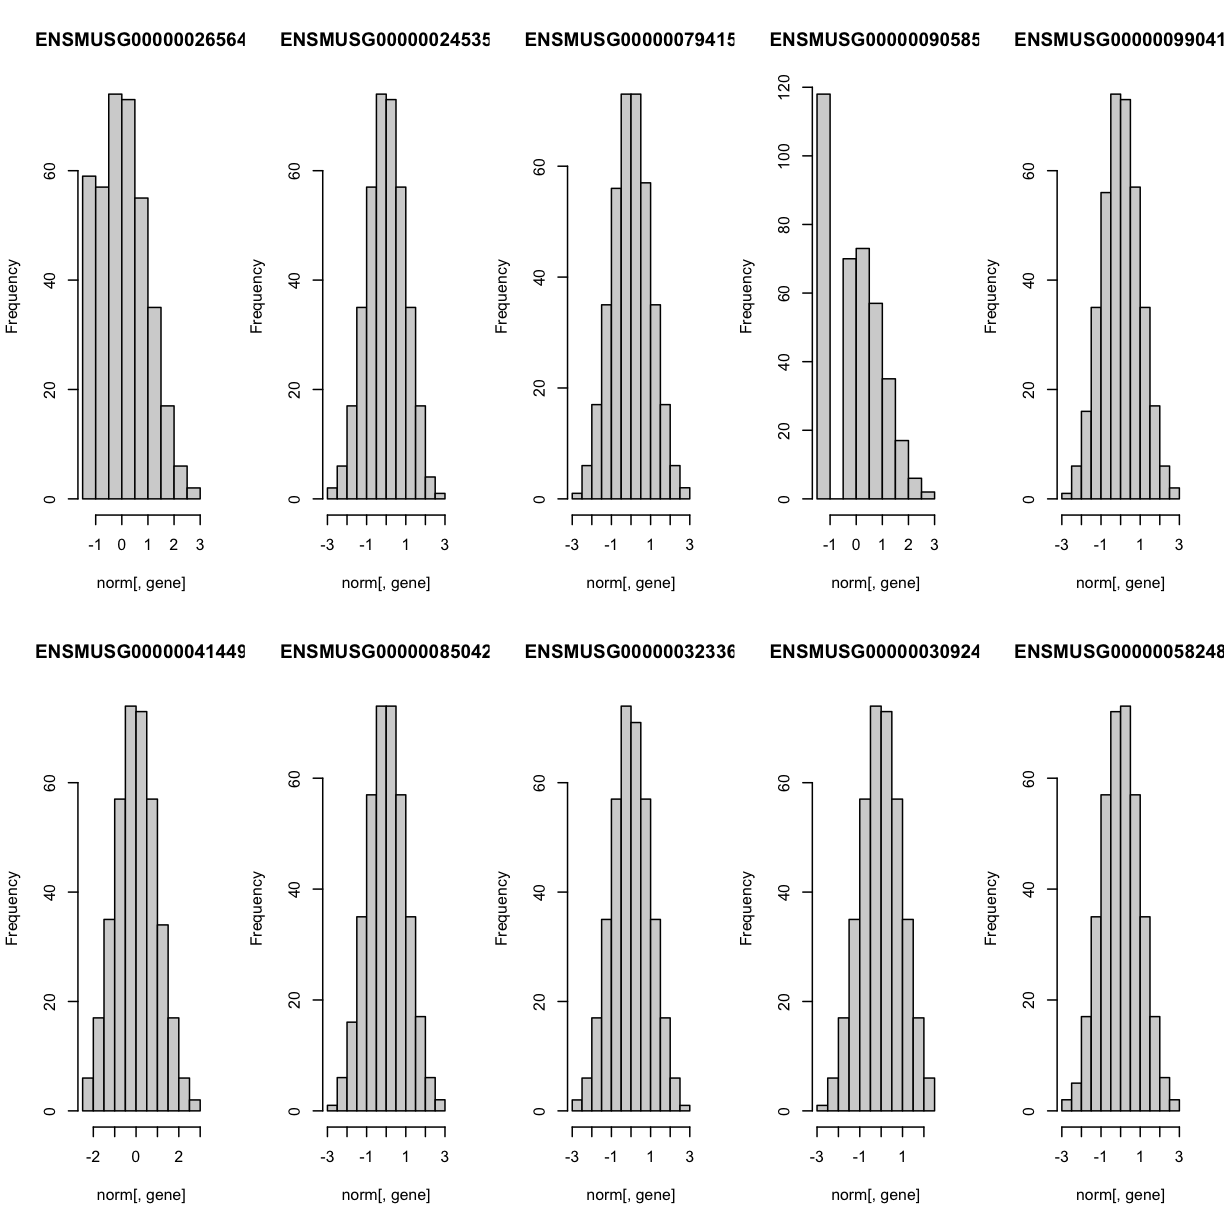 ENSMUSG00000026564
60
40
20
0
Frequency
-1 0 1 2 3
norm[, gene]
ENSMUSG00000024535
60
40
20
0
Frequency
-3 -1 1 3
norm[, gene]
ENSMUSG00000079415
60
40
20
0
Frequency
-3 -1 1 3
norm[, gene]
ENSMUSG00000090585
120
100
80
60
40
20
0
Frequency
-1 0 1 2 3
norm[, gene]
ENSMUSG00000099041
60
40
20
0
Frequency
-3 -1 1 3
norm[, gene]
ENSMUSG00000041449
60
40
20
0
Frequency
-2 0 2
norm[, gene]
ENSMUSG00000085042
60
40
20
0
Frequency
-3 -1 1 3
norm[, gene]
ENSMUSG00000032336
60
40
20
0
Frequency
-3 -1 1 3
norm[, gene]
ENSMUSG00000030924
60
40
20
0
Frequency
-3 -1 1
norm[, gene]
ENSMUSG00000058248
60
40
20
0
Frequency
-3 -1 1 3
norm[, gene]